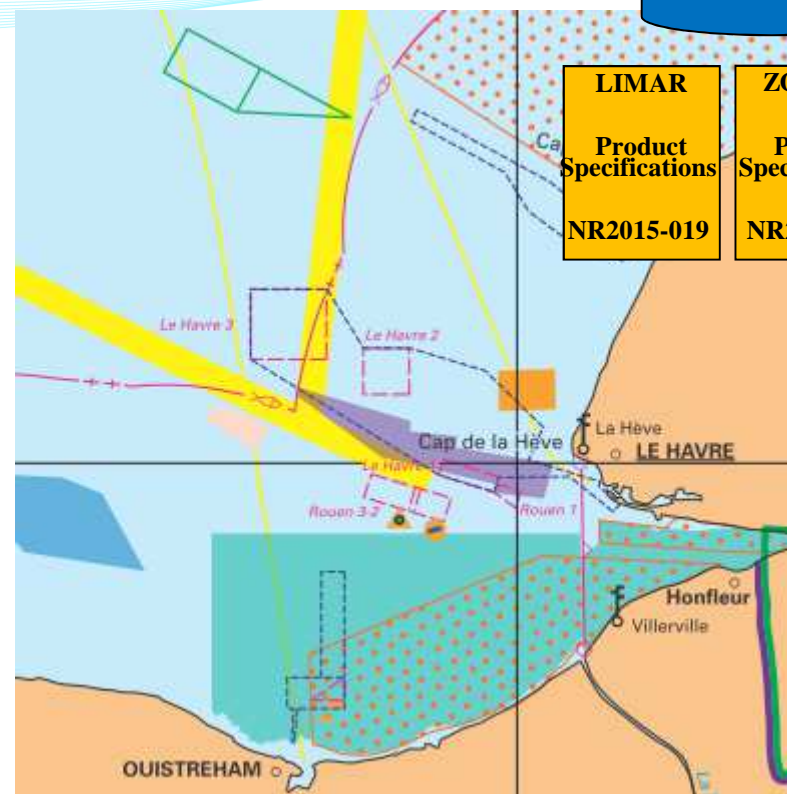 LIMAR
Product
Specifications
NR2015-019
Le Havre 3
Le Havre 2
Cap de la Hève
La Hève
LE HAVRE
Rouen 3-2
Rouen 1
Honfleur
Villerville
OUISTREHAM